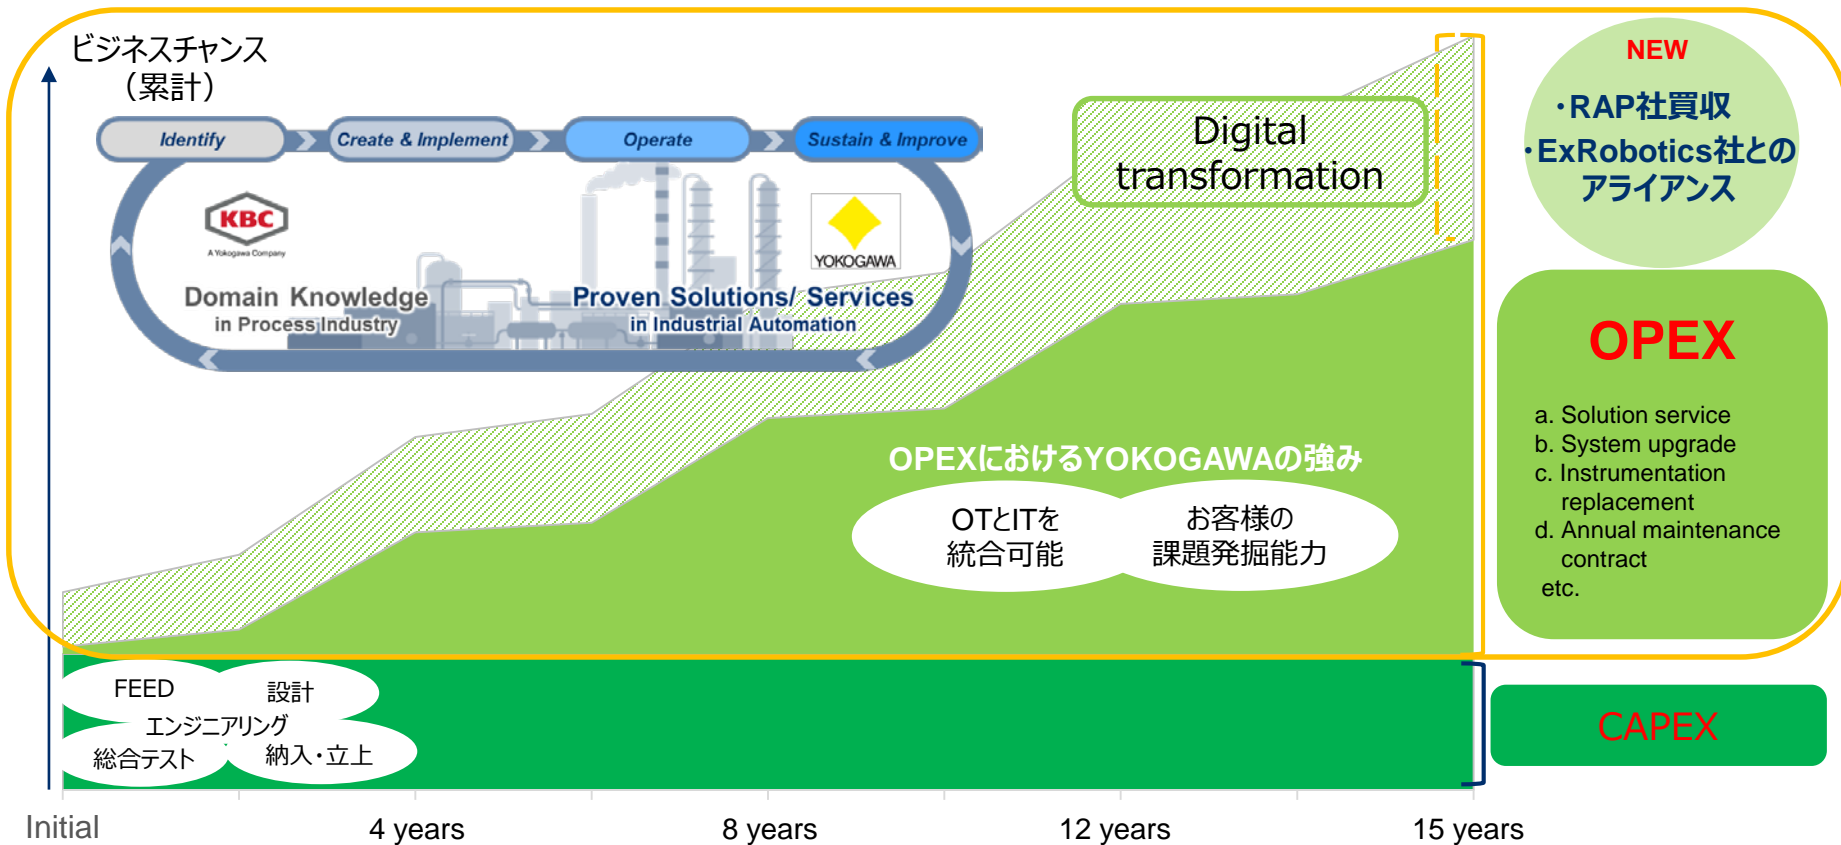 ビジネスチャンス
（累計）
Identify
Create & Implement
Operate
Sustain & Improve
KBC
A Yokogawa Company
YOKOGAWA
Domain Knowledge
in Process Industry
Proven Solutions/ Services
in Industrial Automation
Digital
transformation
NEW
・RAP社買収
・ExRobotics社との
アライアンス
OPEX
a. Solution service
b. System upgrade
c. Instrumentation
replacement
d. Annual maintenance
contract
etc.
OPEXにおけるYOKOGAWAの強み
OTとITを
統合可能
お客様の
課題発掘能力
FEED
設計
エンジニアリング
総合テスト
納入・立上
CAPEX
Initial
4 years
8 years
12 years
15 years